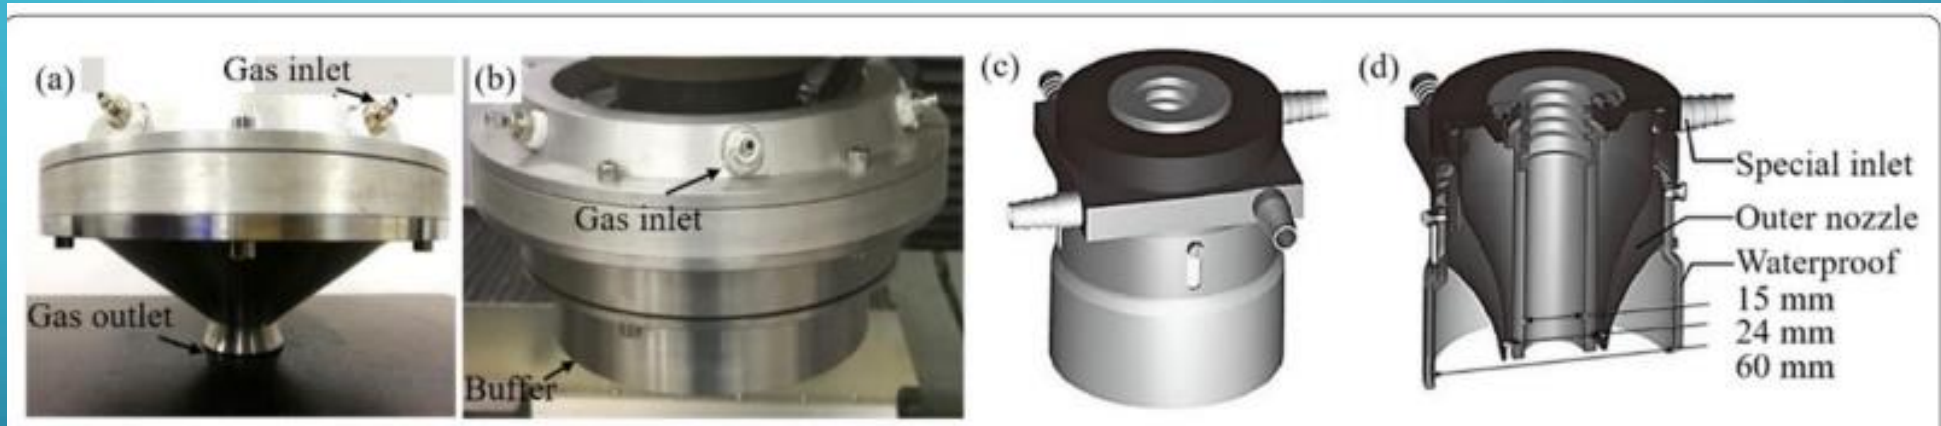 (a)
Gas inlet
Gas outlet
(b)
Gas inlet
Buffer
(c)
(d)
Special inlet
Outer nozzle
Waterproof
15 mm
24 mm
60 mm